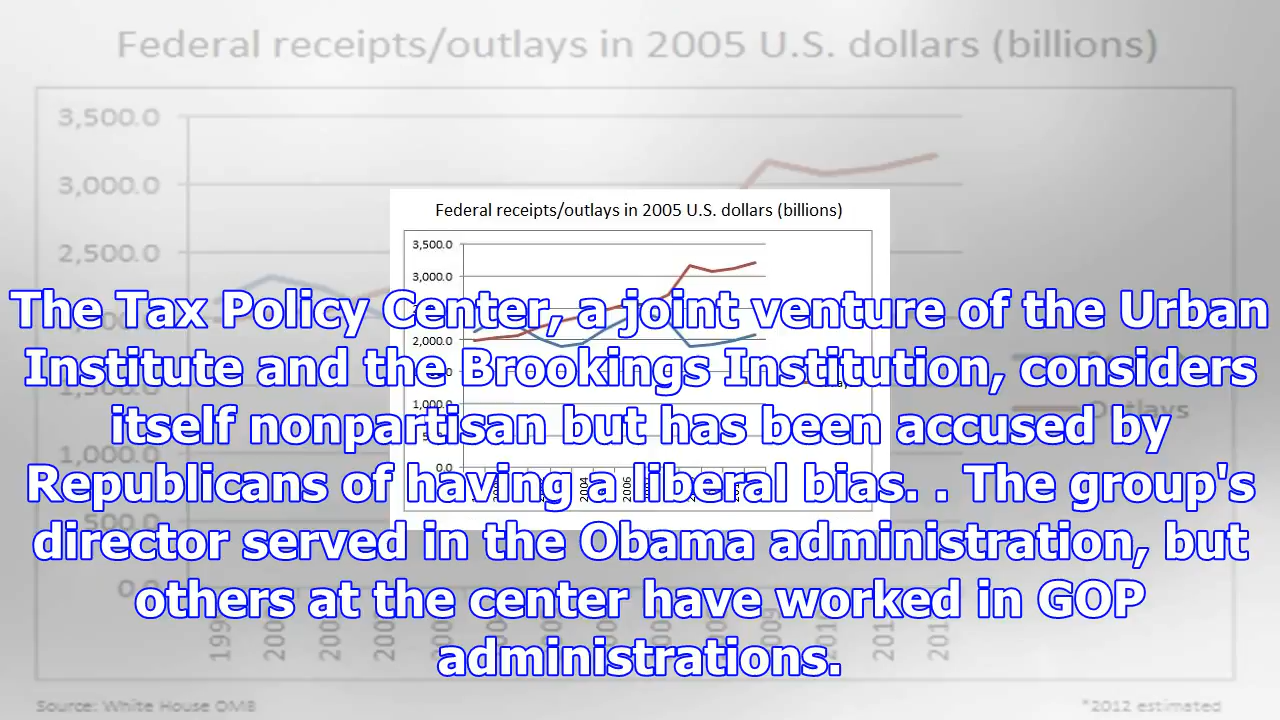 Federal receipts/outlays in 2005 U.S. dollars (billions)
3,500.0
3,000.0
2,500.0
Federal receipts/outlays in 2005 U.S. dollars (billions)
3,500.0
3,000.0
2,000.0
The Tax Policy Center, a joint venture of the Urban
Institute and the Brookings Institution, considers
itself nonpartisan but has been accused by
Republicans of having a liberal bias. . The group's
director served in the Obama administration, but
others at the center have worked in GOP
administrations.
Outlays
1,000.0
0.0
2004
2006
Source: White House OMB
*2012 estimated